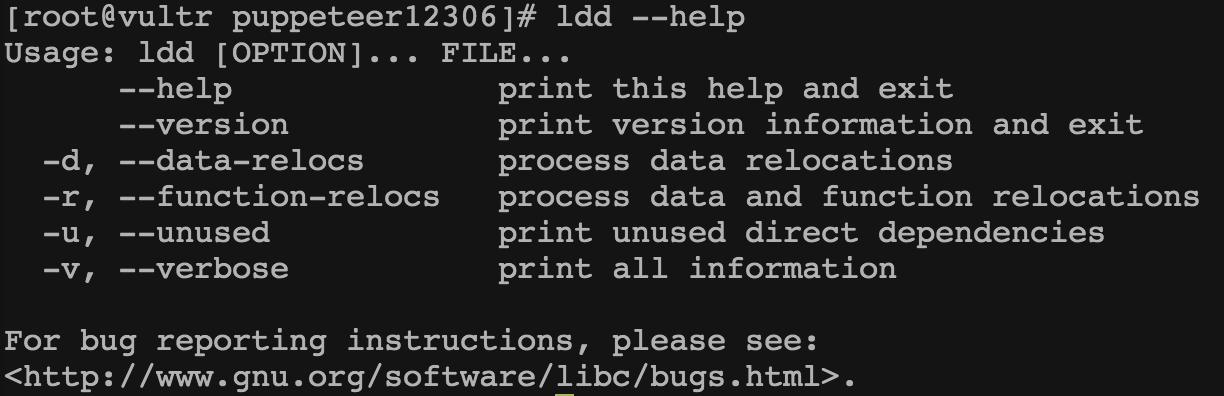 [root@vultr puppeteer12306]# ldd --help
Usage: ldd [OPTION]... FILE...
      --help              print this help and exit
      --version           print version information and exit
  -d, --data-relocs       process data relocations
  -r, --function-relocs   process data and function relocations
  -u, --unused            print unused direct dependencies
  -v, --verbose           print all information

For bug reporting instructions, please see:
<http://www.gnu.org/software/libc/bugs.html>.